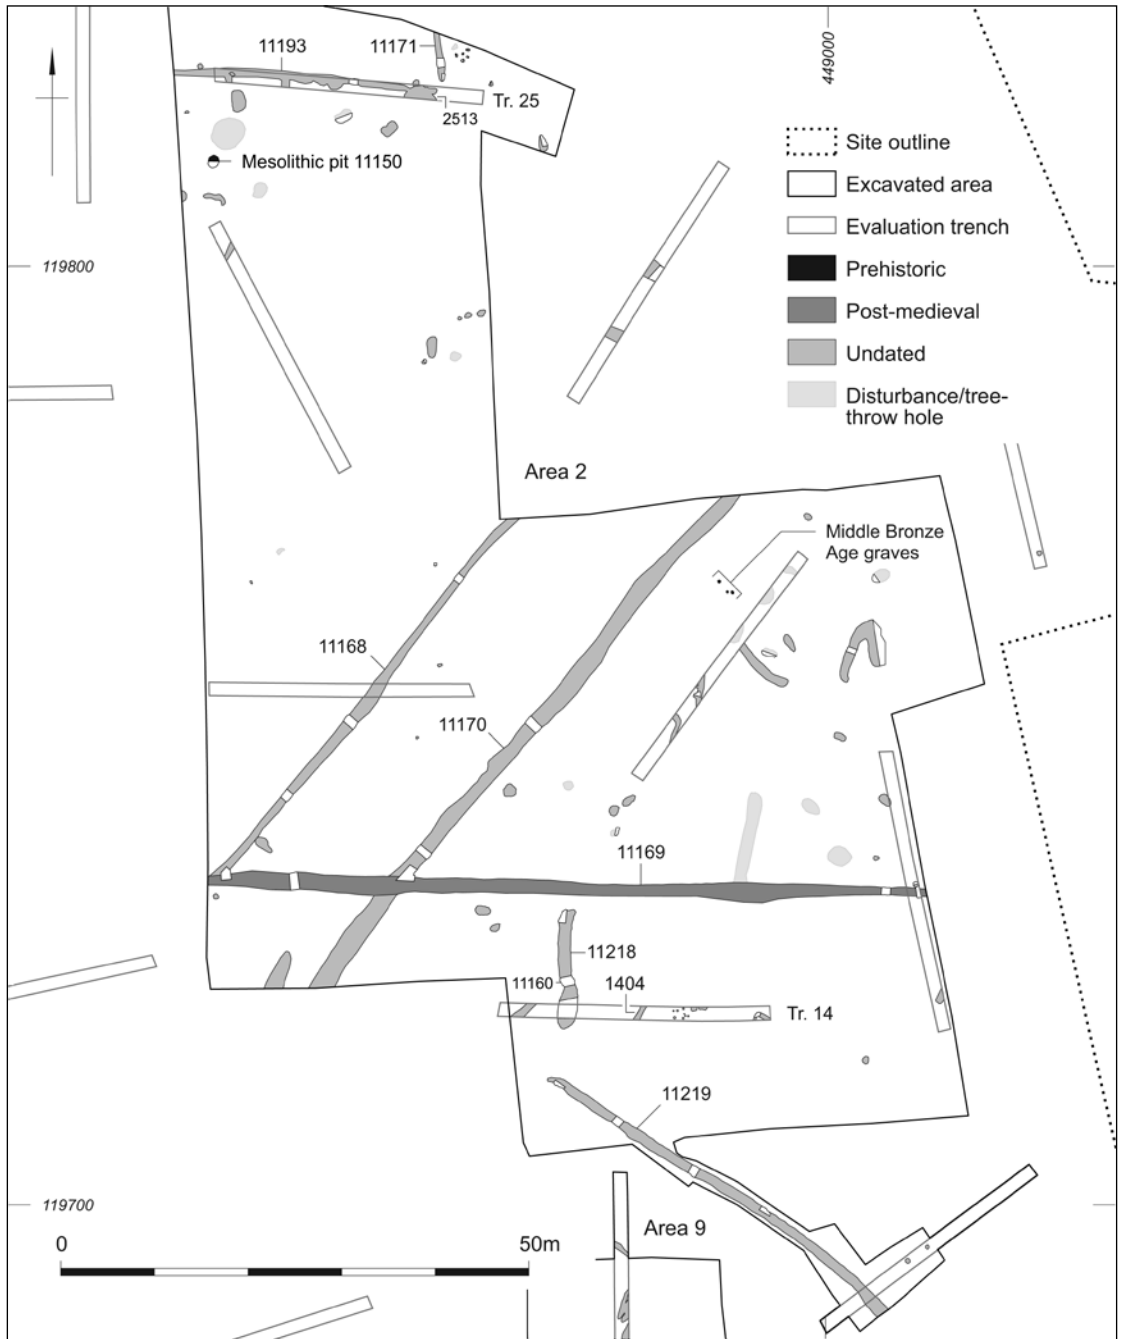 11193
11171
449000
Tr. 25
2513
Mesolithic pit 11150
Site outline
Excavated area
Evaluation trench
119800
Prehistoric
Post-medieval
Undated
Disturbance/tree-
throw hole
Area 2
Middle Bronze
Age graves
11168
11170
11169
11218
11160
1404
Tr. 14
11219
119700
Area 9
0
50m